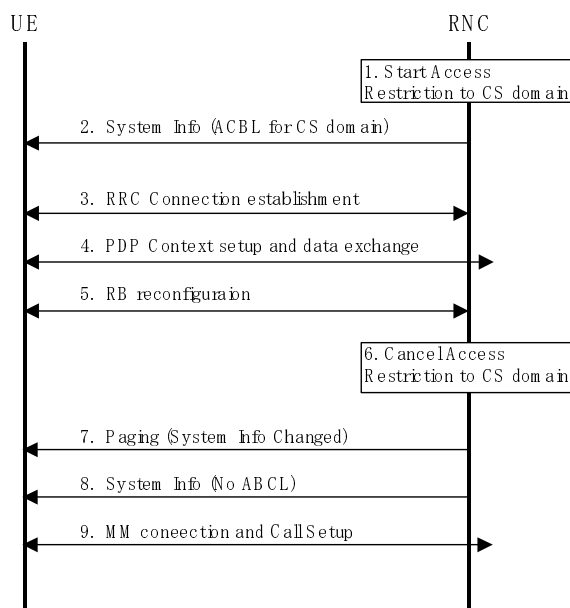 UE
RNC
1. Start Access
Restriction to CS domain
2. System Info (ACBL for CS domain)
3. RRC Connection establishment
4. PDP Context setup and data exchange
5. RB reconfiguraion
6. Cancel Access
Restriction to CS domain
7. Paging (System Info Changed)
8. System Info (No ABCL)
9. MM coneection and Call Setup